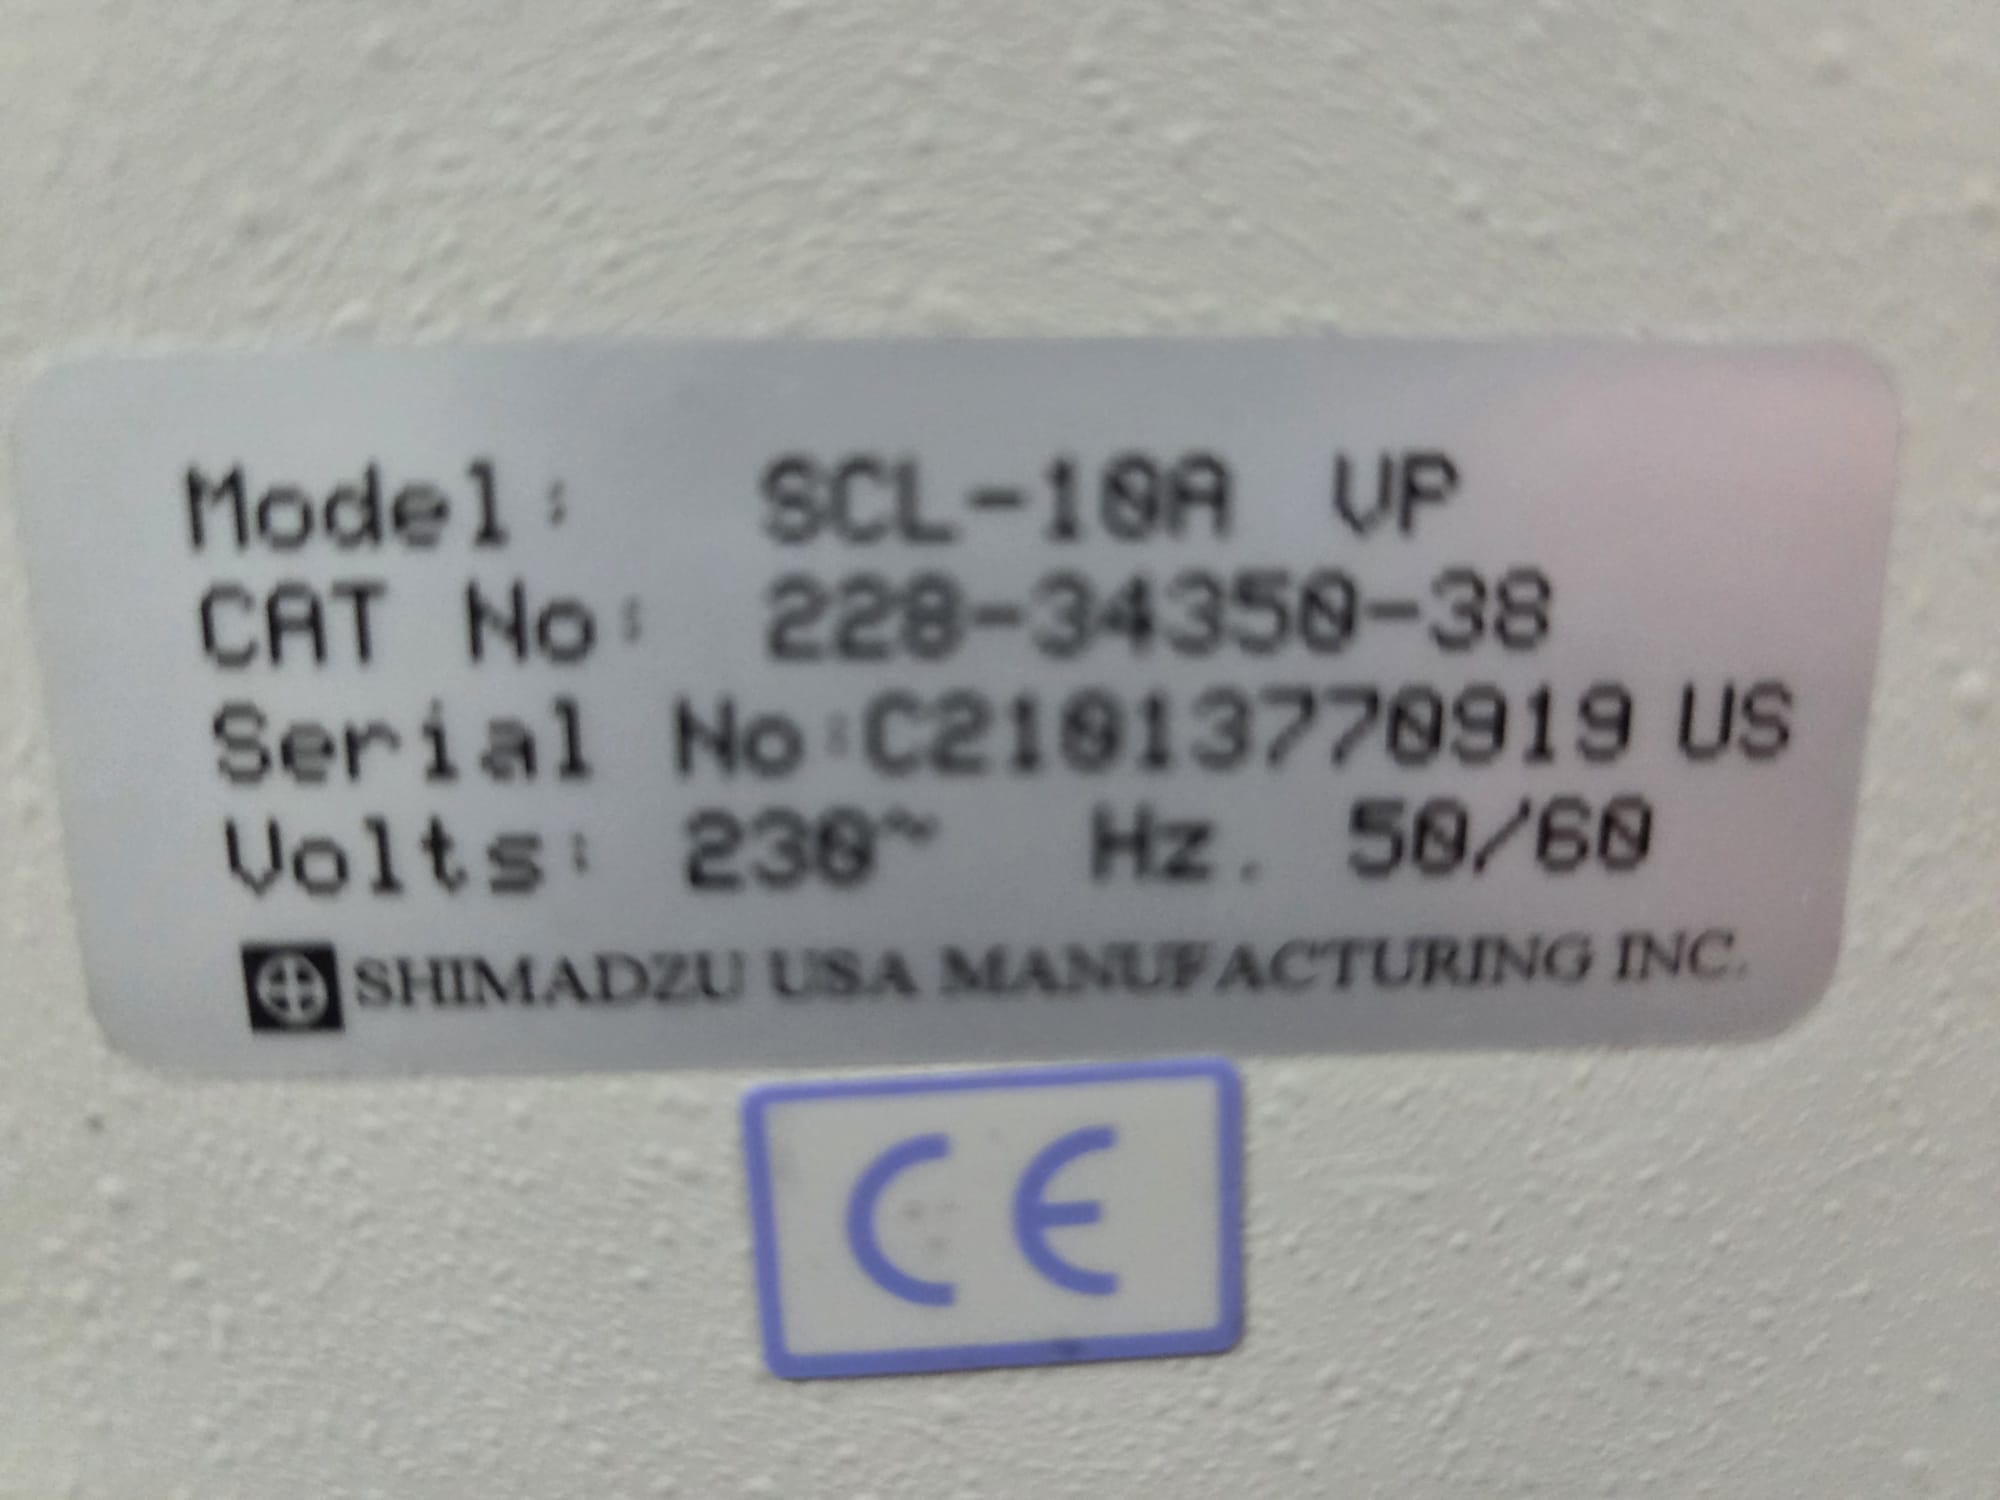 Model: SCL-10A VP
CAT No: 228-34350-38
Serial No:C21013770919 US
Volts: 230~ Hz. 50/60
SHIMADZU USA MANUFACTURING INC.
CE